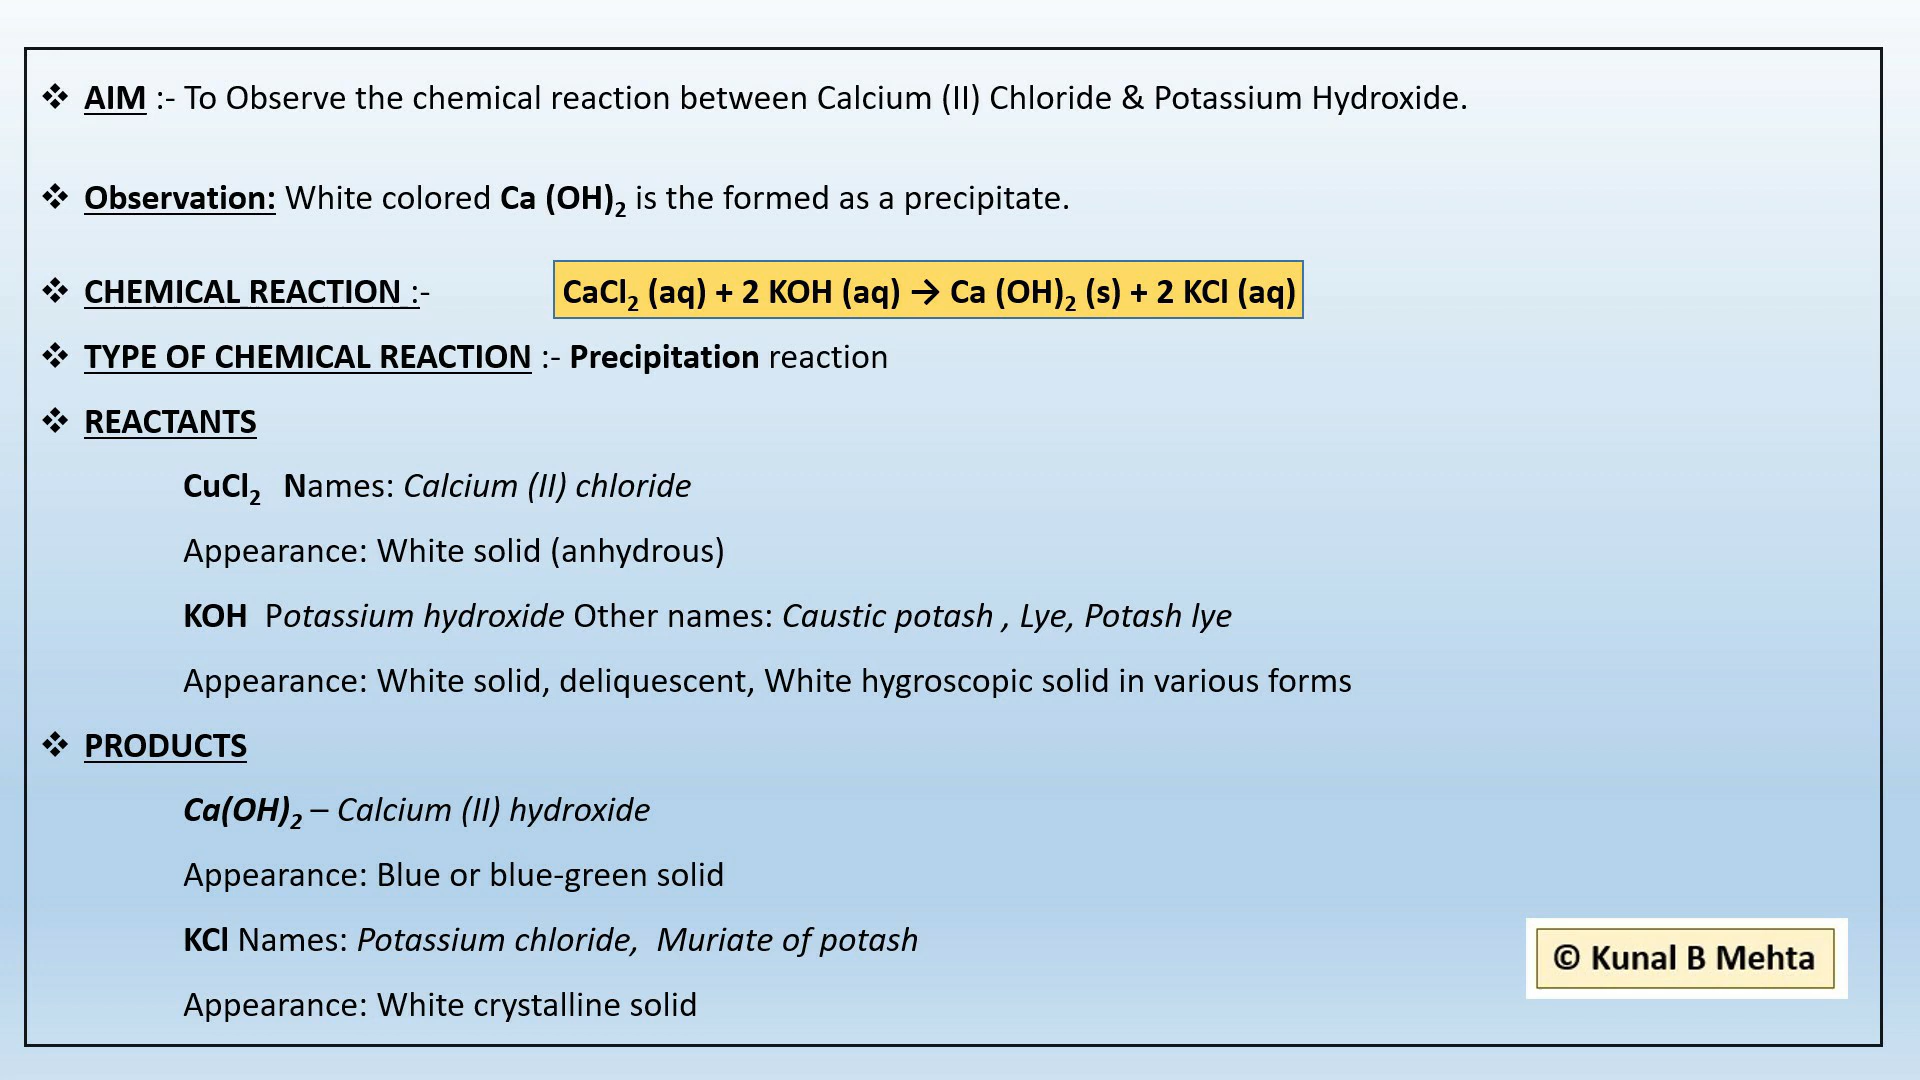 ❖ AIM :- To Observe the chemical reaction between Calcium (II) Chloride & Potassium Hydroxide.
❖ Observation: White colored Ca (OH)₂ is the formed as a precipitate.
❖ CHEMICAL REACTION :- CaCl₂ (aq) + 2 KOH (aq) → Ca (OH)₂ (s) + 2 KCl (aq)
❖ TYPE OF CHEMICAL REACTION :- Precipitation reaction
❖ REACTANTS
CuCl₂ Names: Calcium (II) chloride
Appearance: White solid (anhydrous)
KOH Potassium hydroxide Other names: Caustic potash , Lye, Potash lye
Appearance: White solid, deliquescent, White hygroscopic solid in various forms
❖ PRODUCTS
Ca(OH)₂ – Calcium (II) hydroxide
Appearance: Blue or blue-green solid
KCl Names: Potassium chloride, Muriate of potash
Appearance: White crystalline solid
© Kunal B Mehta